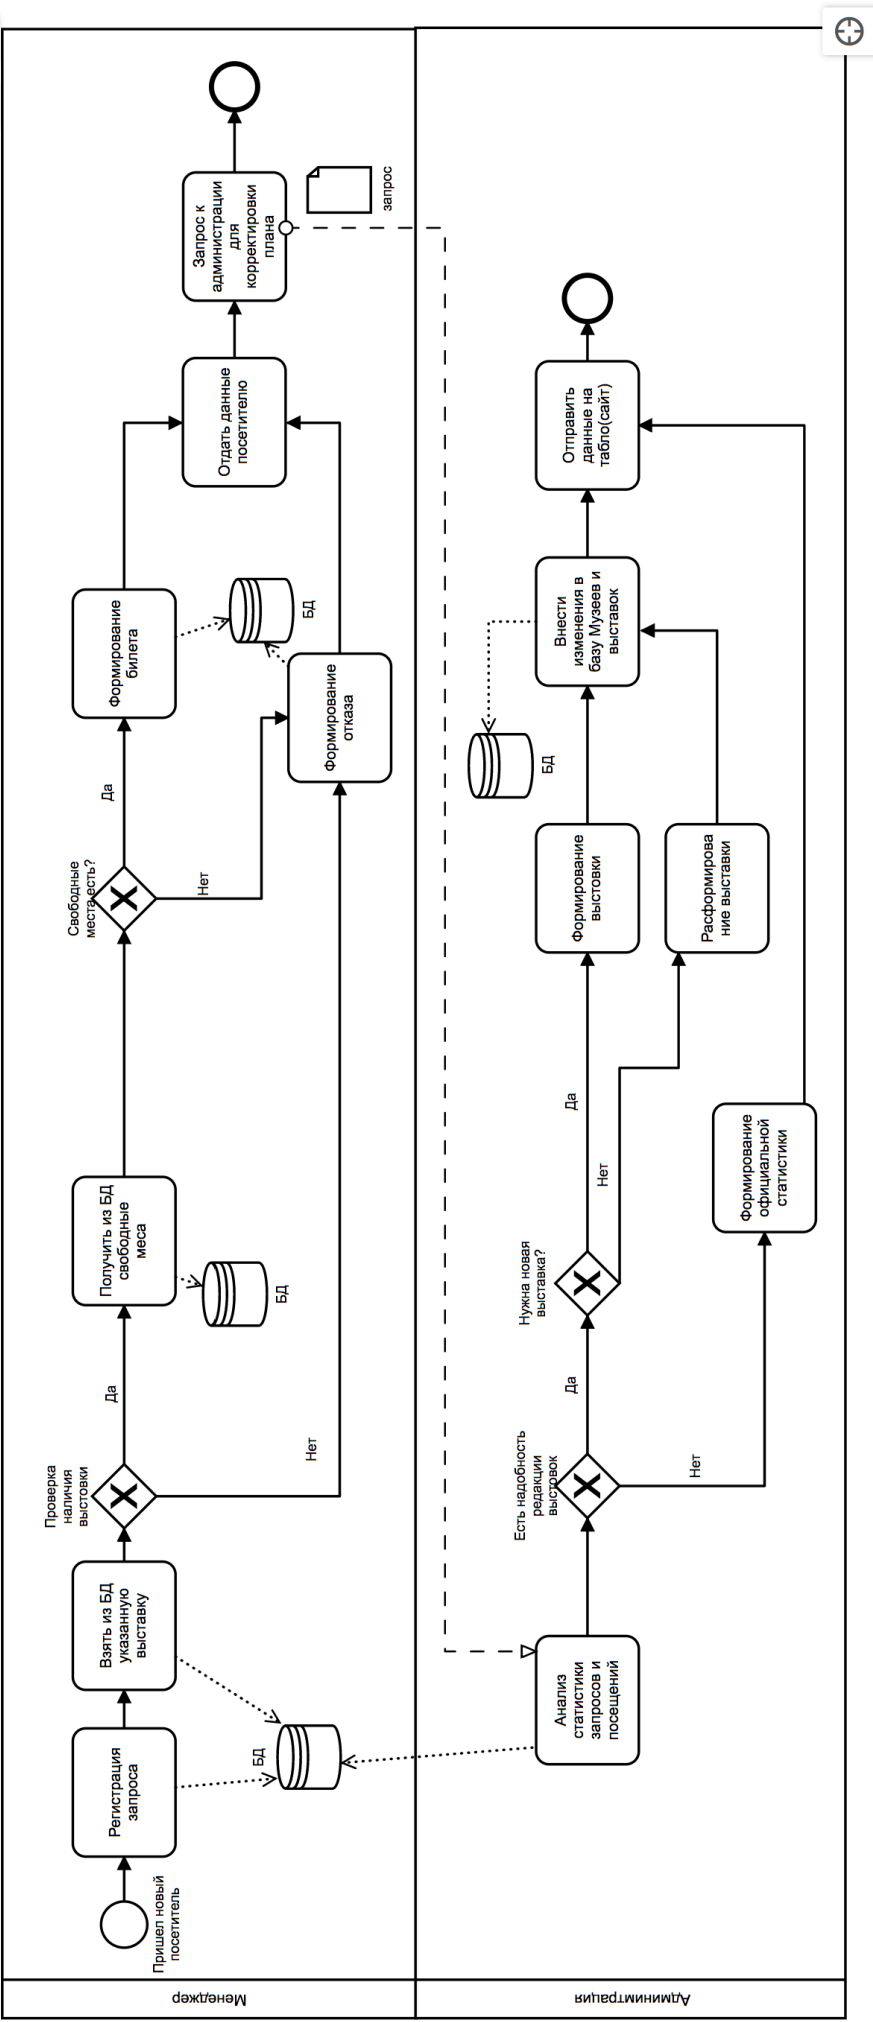 Менеджер
Пришел новый
посетитель
Регистрация
запроса
Взять из БД
указанную
выставку
БД
Проверка
наличия
выстовки
Да
Нет
Получить из БД
свободные
меса
БД
Свободные
места есть?
Да
Нет
Формирование
билета
Формирование
отказа
БД
Отдать данные
посетителю
Запрос к
администрации
для
корректировки
плана
запрос
Админимтрация
Анализ
статистики
запросов и
посещений
Есть надобность
редакции
выстовок
Да
Нет
Нужна новая
выставка?
Да
Нет
Формирование
официальной
статистики
Формирование
выстовки
Расформирова
ние выставки
БД
Внести
изменения в
базу Музеев и
выставок
Отправить
данные на
табло(сайт)